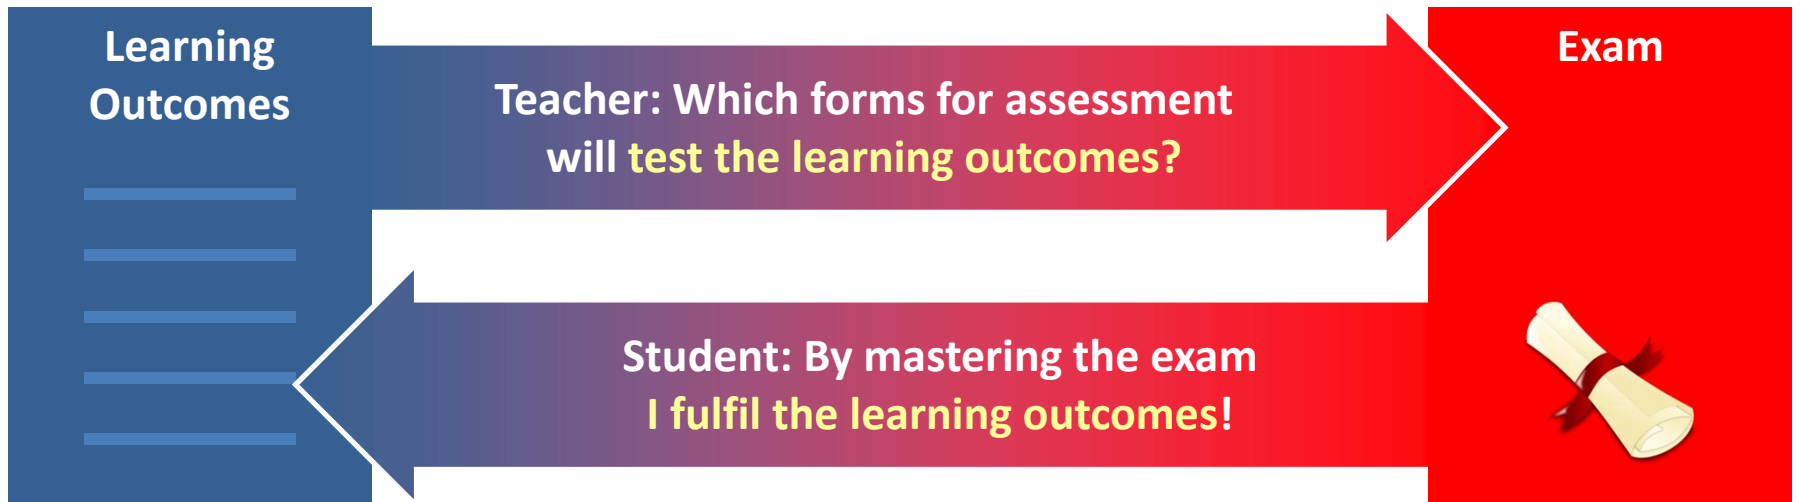 Learning
Outcomes
Teacher: Which forms for assessment
will test the learning outcomes?
Exam
Student: By mastering the exam
I fulfil the learning outcomes!